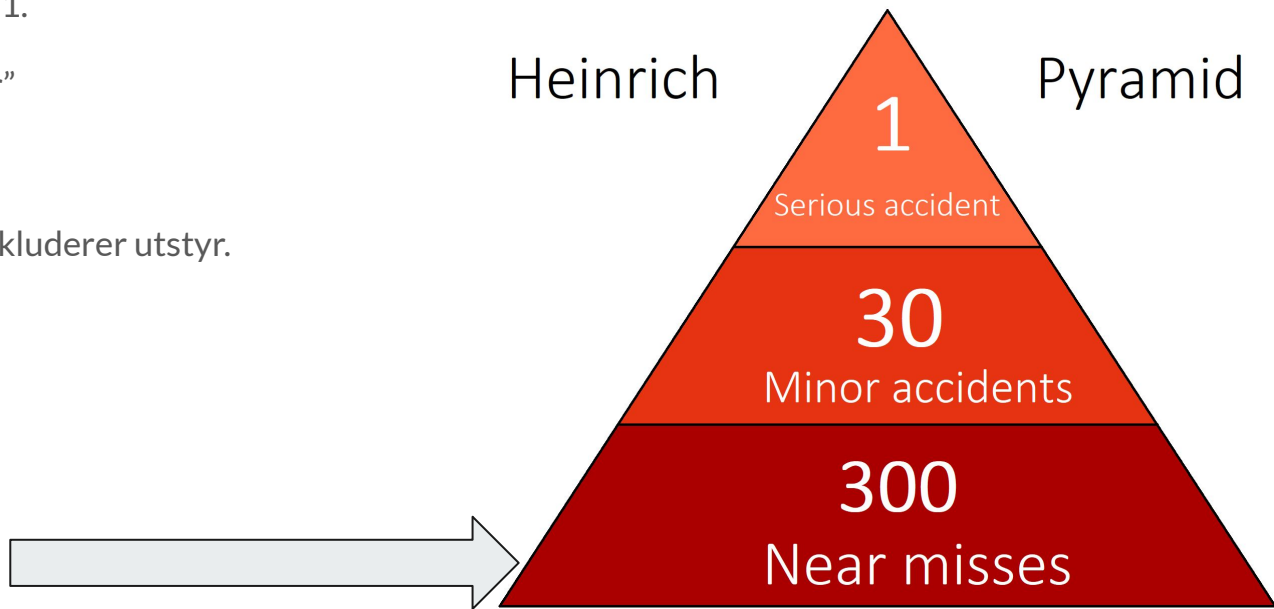 1.
”
kluderer utstyr.
Heinrich Pyramid
1
Serious accident
30
Minor accidents
300
Near misses